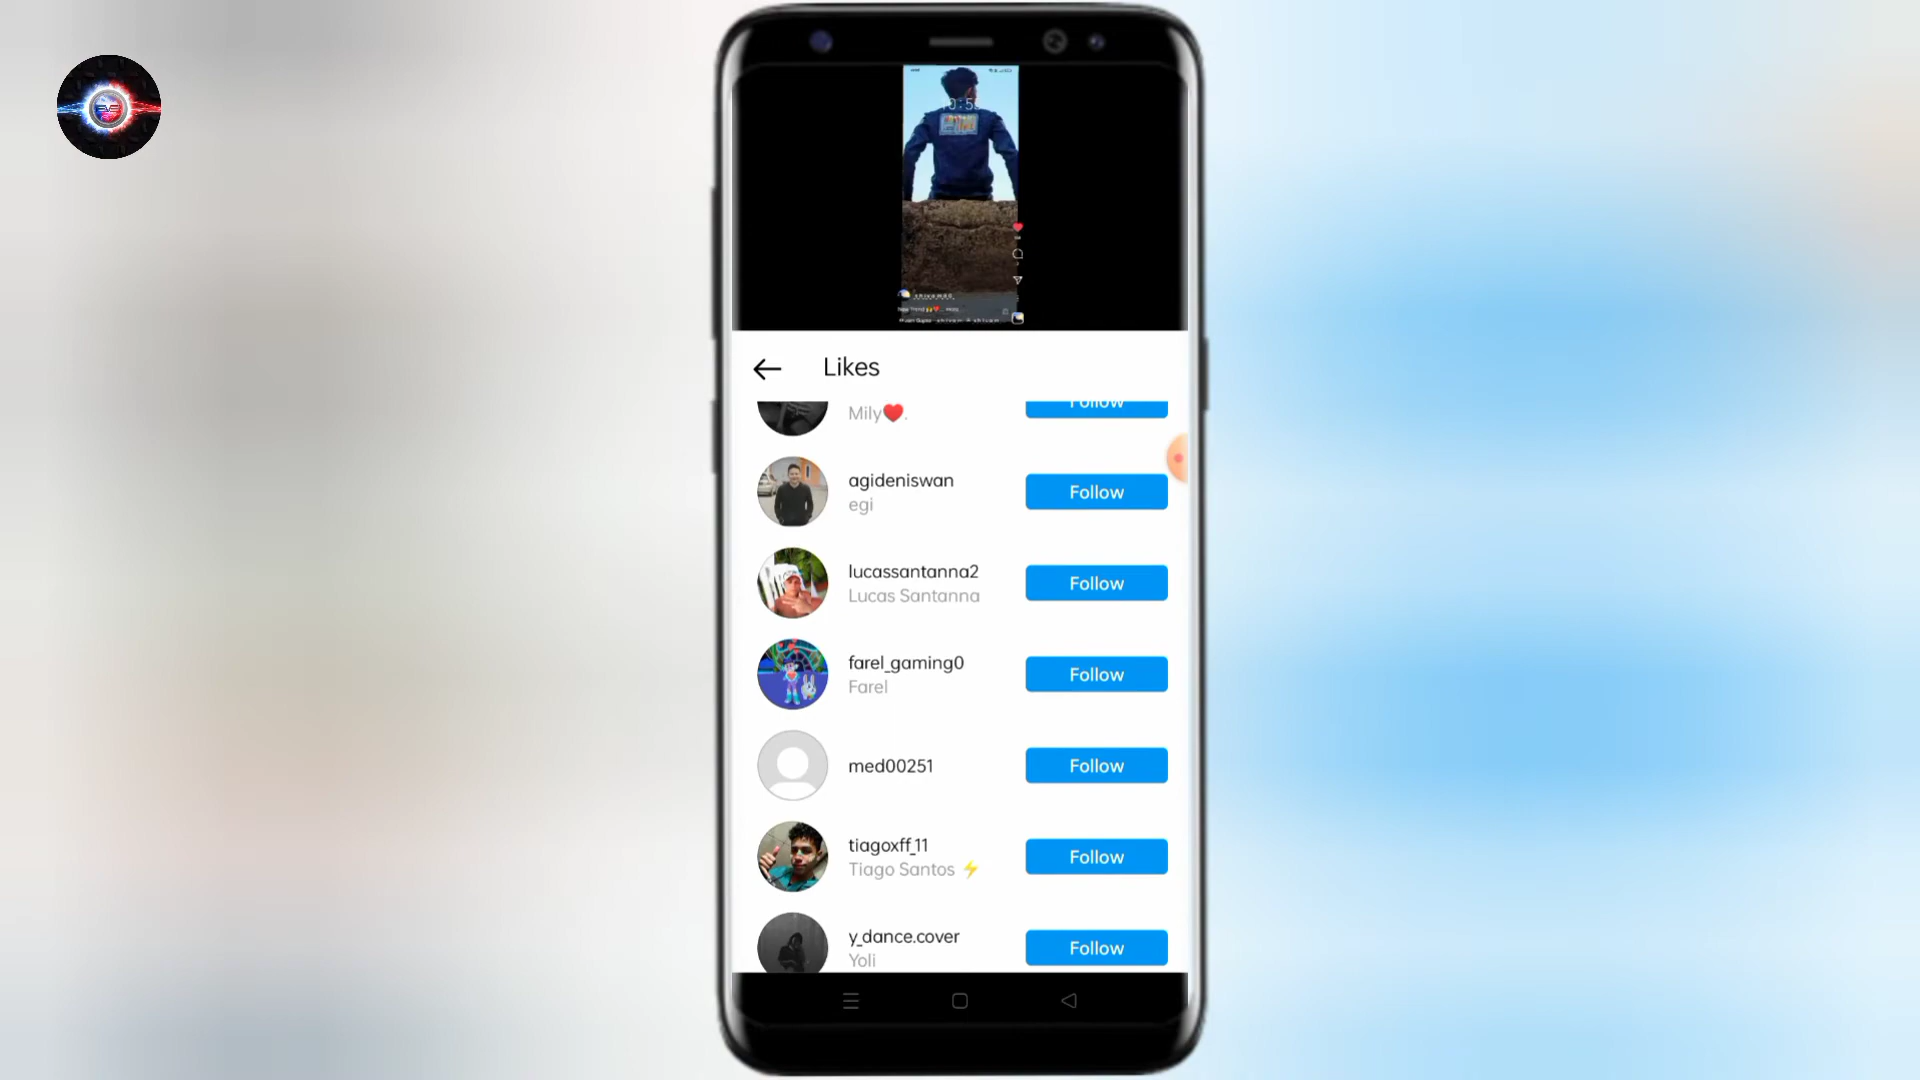 Likes
Mily❤️.
Follow
agideniswan
egi
Follow
lucassantanna2
Lucas Santanna
Follow
farel_gaming0
Farel
Follow
med00251
Follow
tiagoxff_11
Tiago Santos ⚡
Follow
y_dance.cover
Yoli
Follow